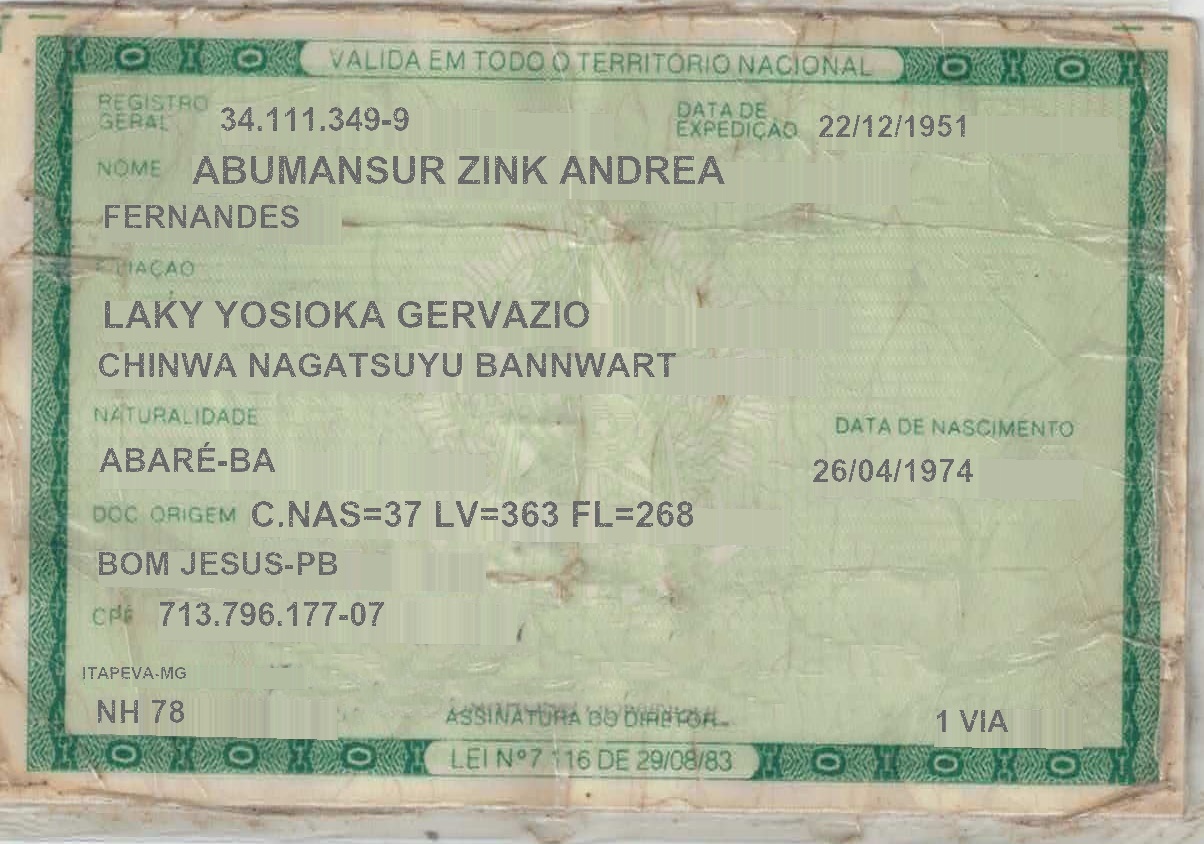 VALIDA EM TODO O TERRITORIO NACIONAL
REGISTRO GERAL 34.111.349-9 DATA DE EXPEDIÇÃO 22/12/1951
NOME ABUMANSUR ZINK ANDREA
FERNANDES
FILIAÇÃO
LAKY YOSIOKA GERVAZIO
CHINWA NAGATSUYU BANNWART
NATURALIDADE DATA DE NASCIMENTO
ABARÉ-BA 26/04/1974
DOC ORIGEM C.NAS=37 LV=363 FL=268
BOM JESUS-PB
CPF 713.796.177-07
ITAPEVA-MG
NH 78 ASSINATURA DO DIRETOR 1 VIA
LEI Nº 7 116 DE 29/08/83